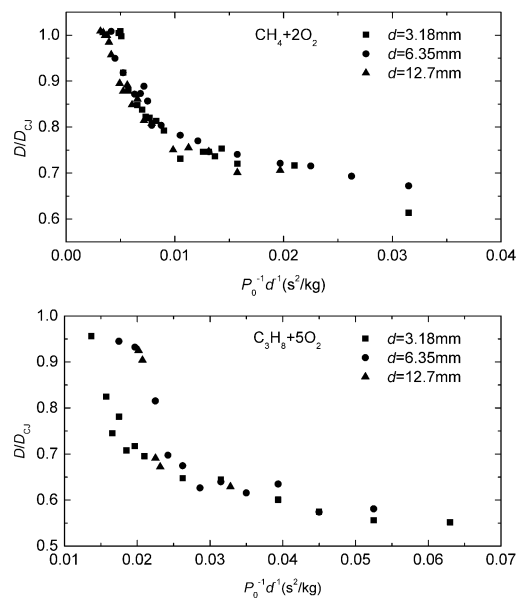 CH₄+2O₂
d=3.18mm
d=6.35mm
d=12.7mm
1.0
0.9
0.8
0.7
0.6
D/D_CJ
0.00 0.01 0.02 0.03 0.04
P₀⁻¹d⁻¹(s²/kg)
C₃H₈+5O₂
d=3.18mm
d=6.35mm
d=12.7mm
1.0
0.9
0.8
0.7
0.6
0.5
D/D_CJ
0.01 0.02 0.03 0.04 0.05 0.06 0.07
P₀⁻¹d⁻¹(s²/kg)